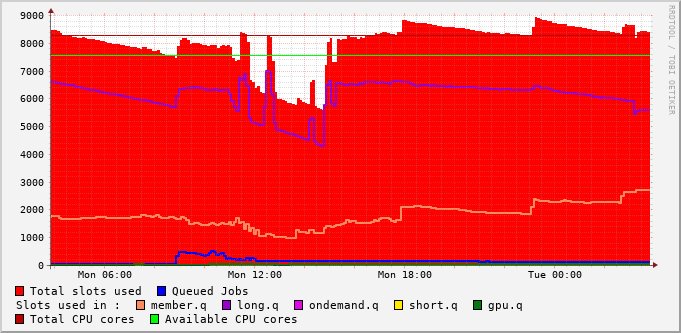 RRDTOOL / TOBI OETIKER
9000
8000
7000
6000
5000
4000
3000
2000
1000
0
Mon 06:00 Mon 12:00 Mon 18:00 Tue 00:00
Total slots used Queued Jobs
Slots used in : member.q long.q ondemand.q short.q gpu.q
Total CPU cores Available CPU cores